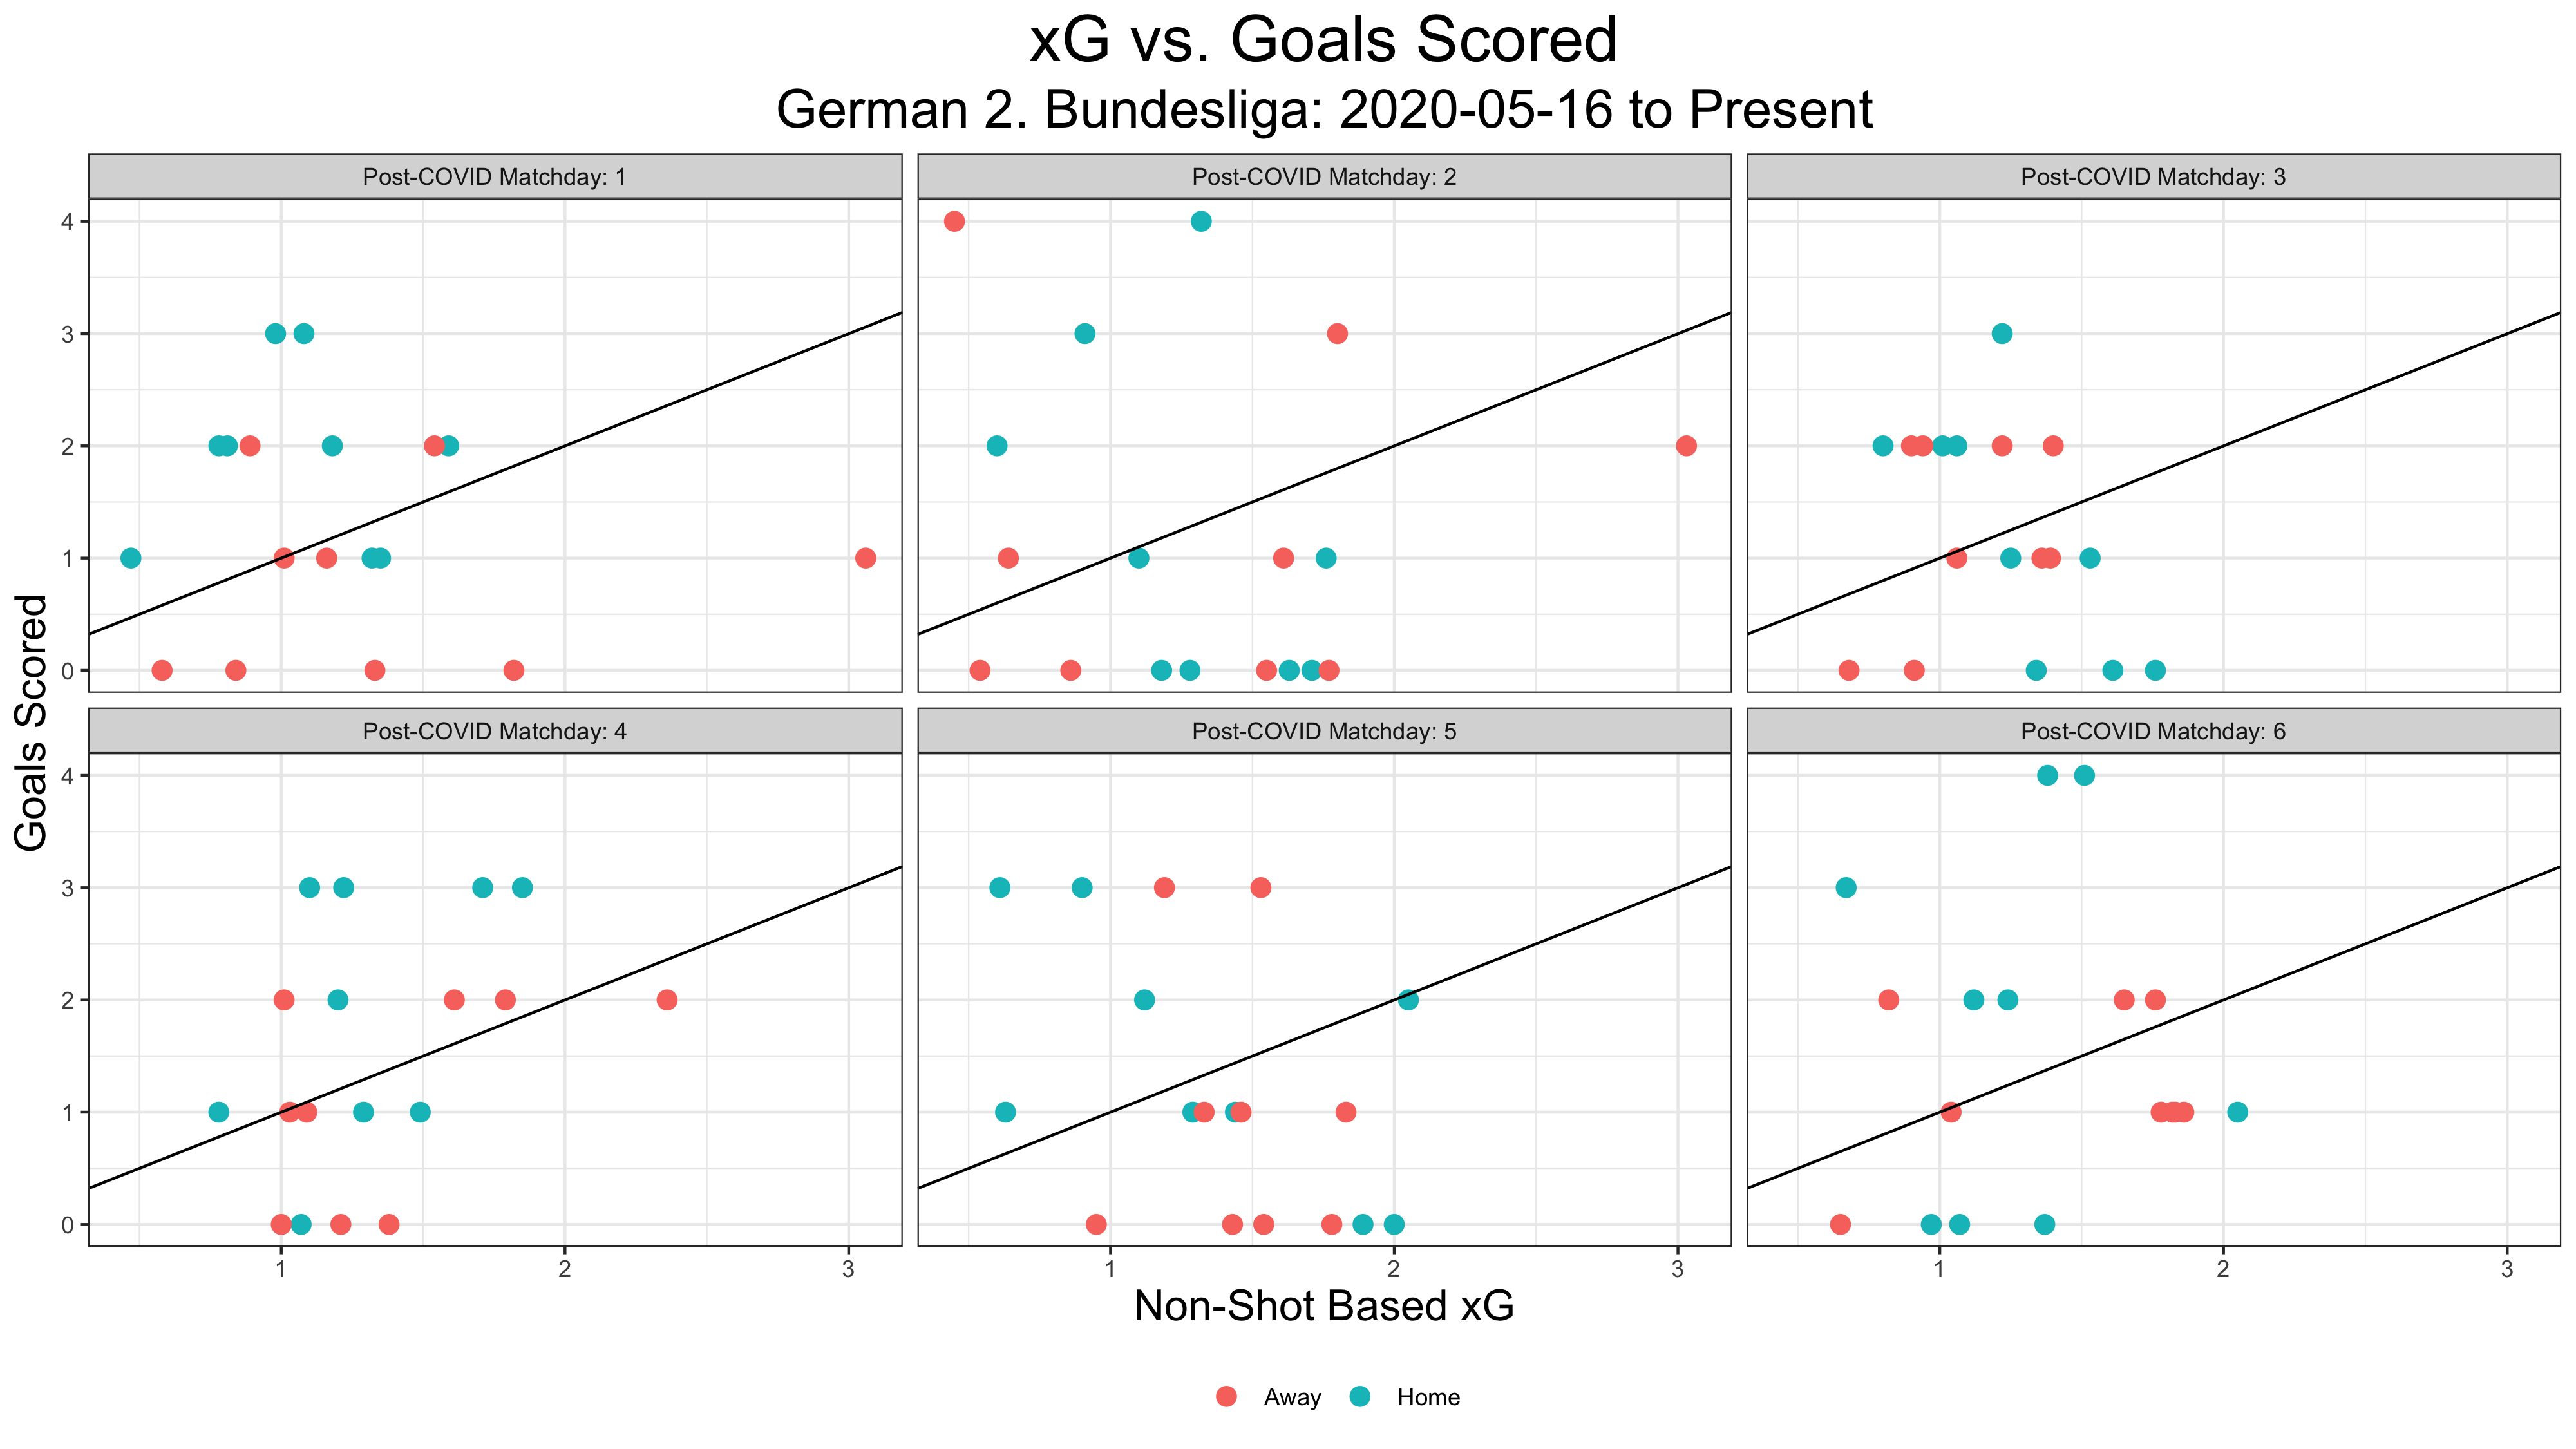 xG vs. Goals Scored
German 2. Bundesliga: 2020-05-16 to Present
Post-COVID Matchday: 1
Post-COVID Matchday: 2
Post-COVID Matchday: 3
4
3
2
1
0
Post-COVID Matchday: 4
Post-COVID Matchday: 5
Post-COVID Matchday: 6
4
3
2
1
0
Goals Scored
1 2 3
1 2 3
1 2 3
Non-Shot Based xG
Away Home